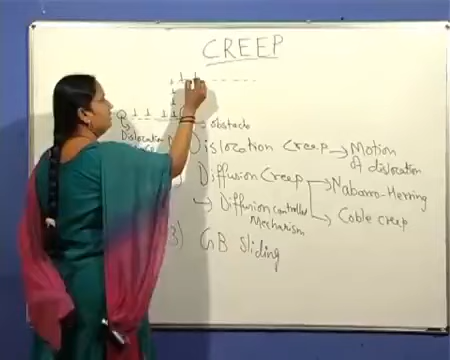 CREEP
obstacle
Dislocation
Dislocation Creep → Motion
of dislocation
Diffusion Creep → Nabarro-Herring
→ Coble creep
→ Diffusion controlled
Mechanism
3) GB Sliding